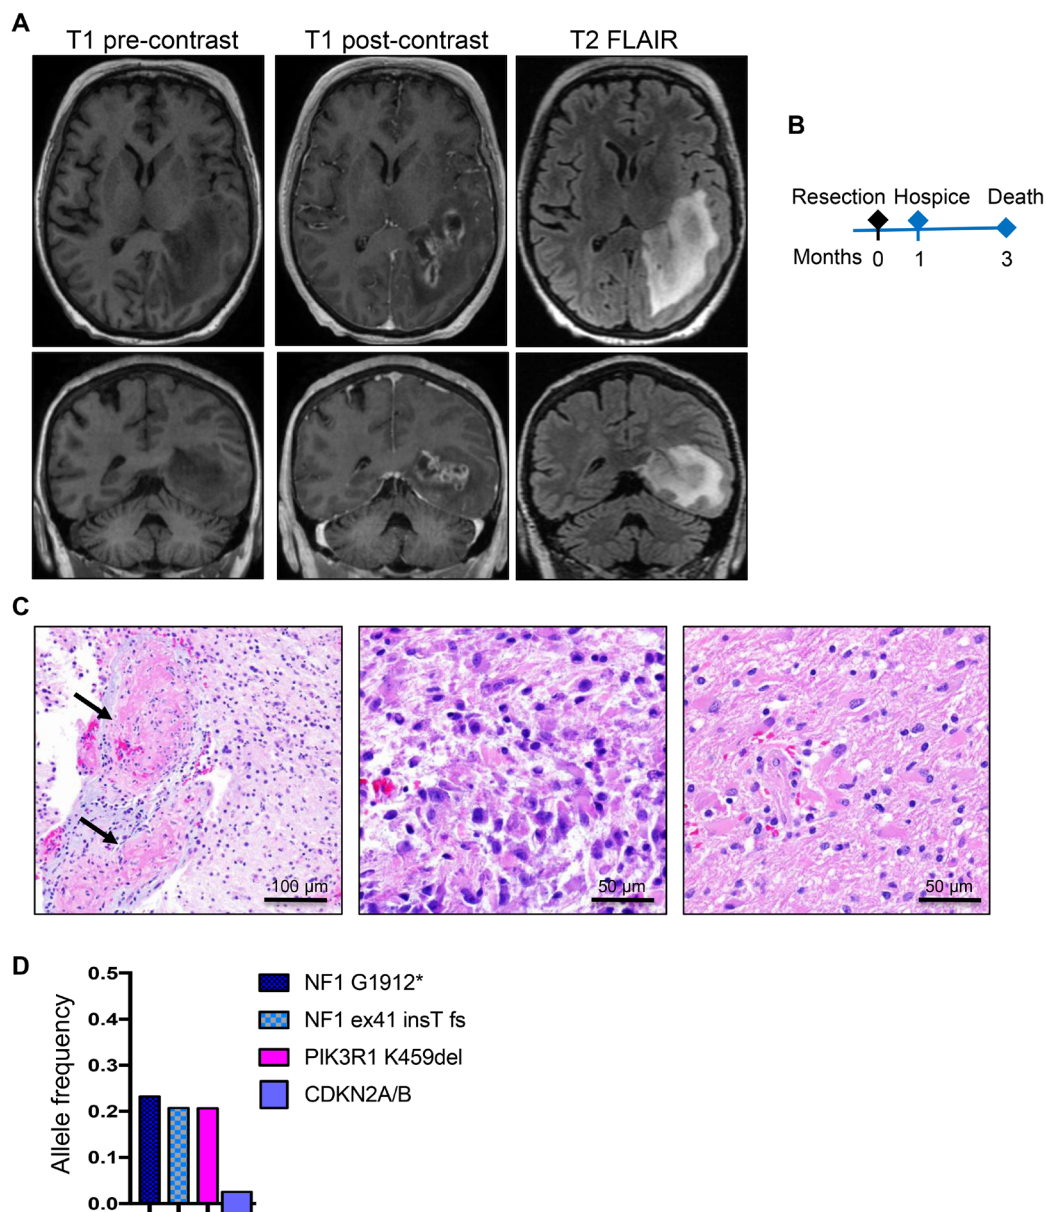 A
T1 pre-contrast T1 post-contrast T2 FLAIR
B
Resection Hospice Death
Months 0 1 3
C
100 µm 50 µm 50 µm
D
Allele frequency
0.5
0.4
0.3
0.2
0.1
0.0
NF1 G1912*
NF1 ex41 insT fs
PIK3R1 K459del
CDKN2A/B